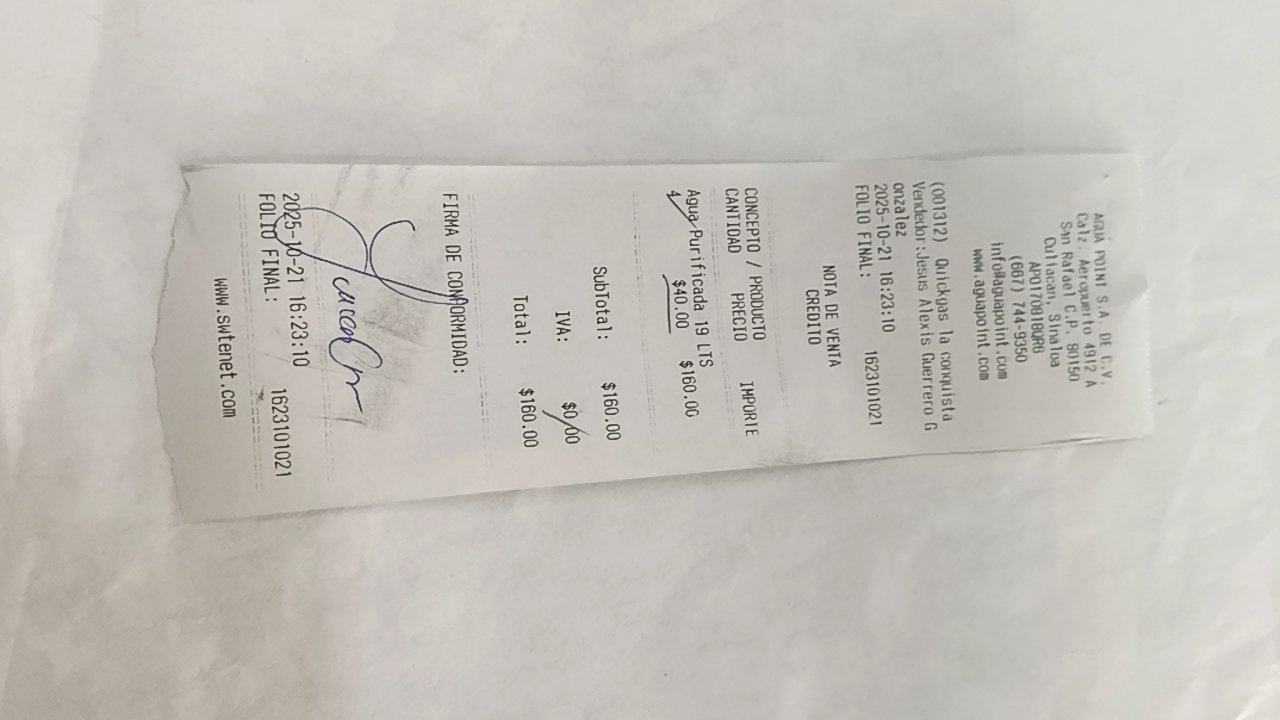 AGUA POINT S.A. DE C.V.
Calz. Aeropuerto 4912 A
San Rafael C.P. 80150
Culiacan, Sinaloa
APO170818QR6
(667) 744-9350
info@aguapoint.com
www.aguapoint.com
(001312) Quickgas la conquista
Vendedor:Jesus Alexis Guerrero G
onzalez
2025-10-21 16:23:10
FOLIO FINAL: 1623101021
NOTA DE VENTA
CREDITO
CONCEPTO / PRODUCTO
CANTIDAD PRECIO IMPORTE
Agua Purificada 19 LTS
4 $40.00 $160.00
SubTotal: $160.00
IVA: $0.00
Total: $160.00
FIRMA DE CONFORMIDAD:
2025-10-21 16:23:10
FOLIO FINAL: 1623101021
www.swtenet.com